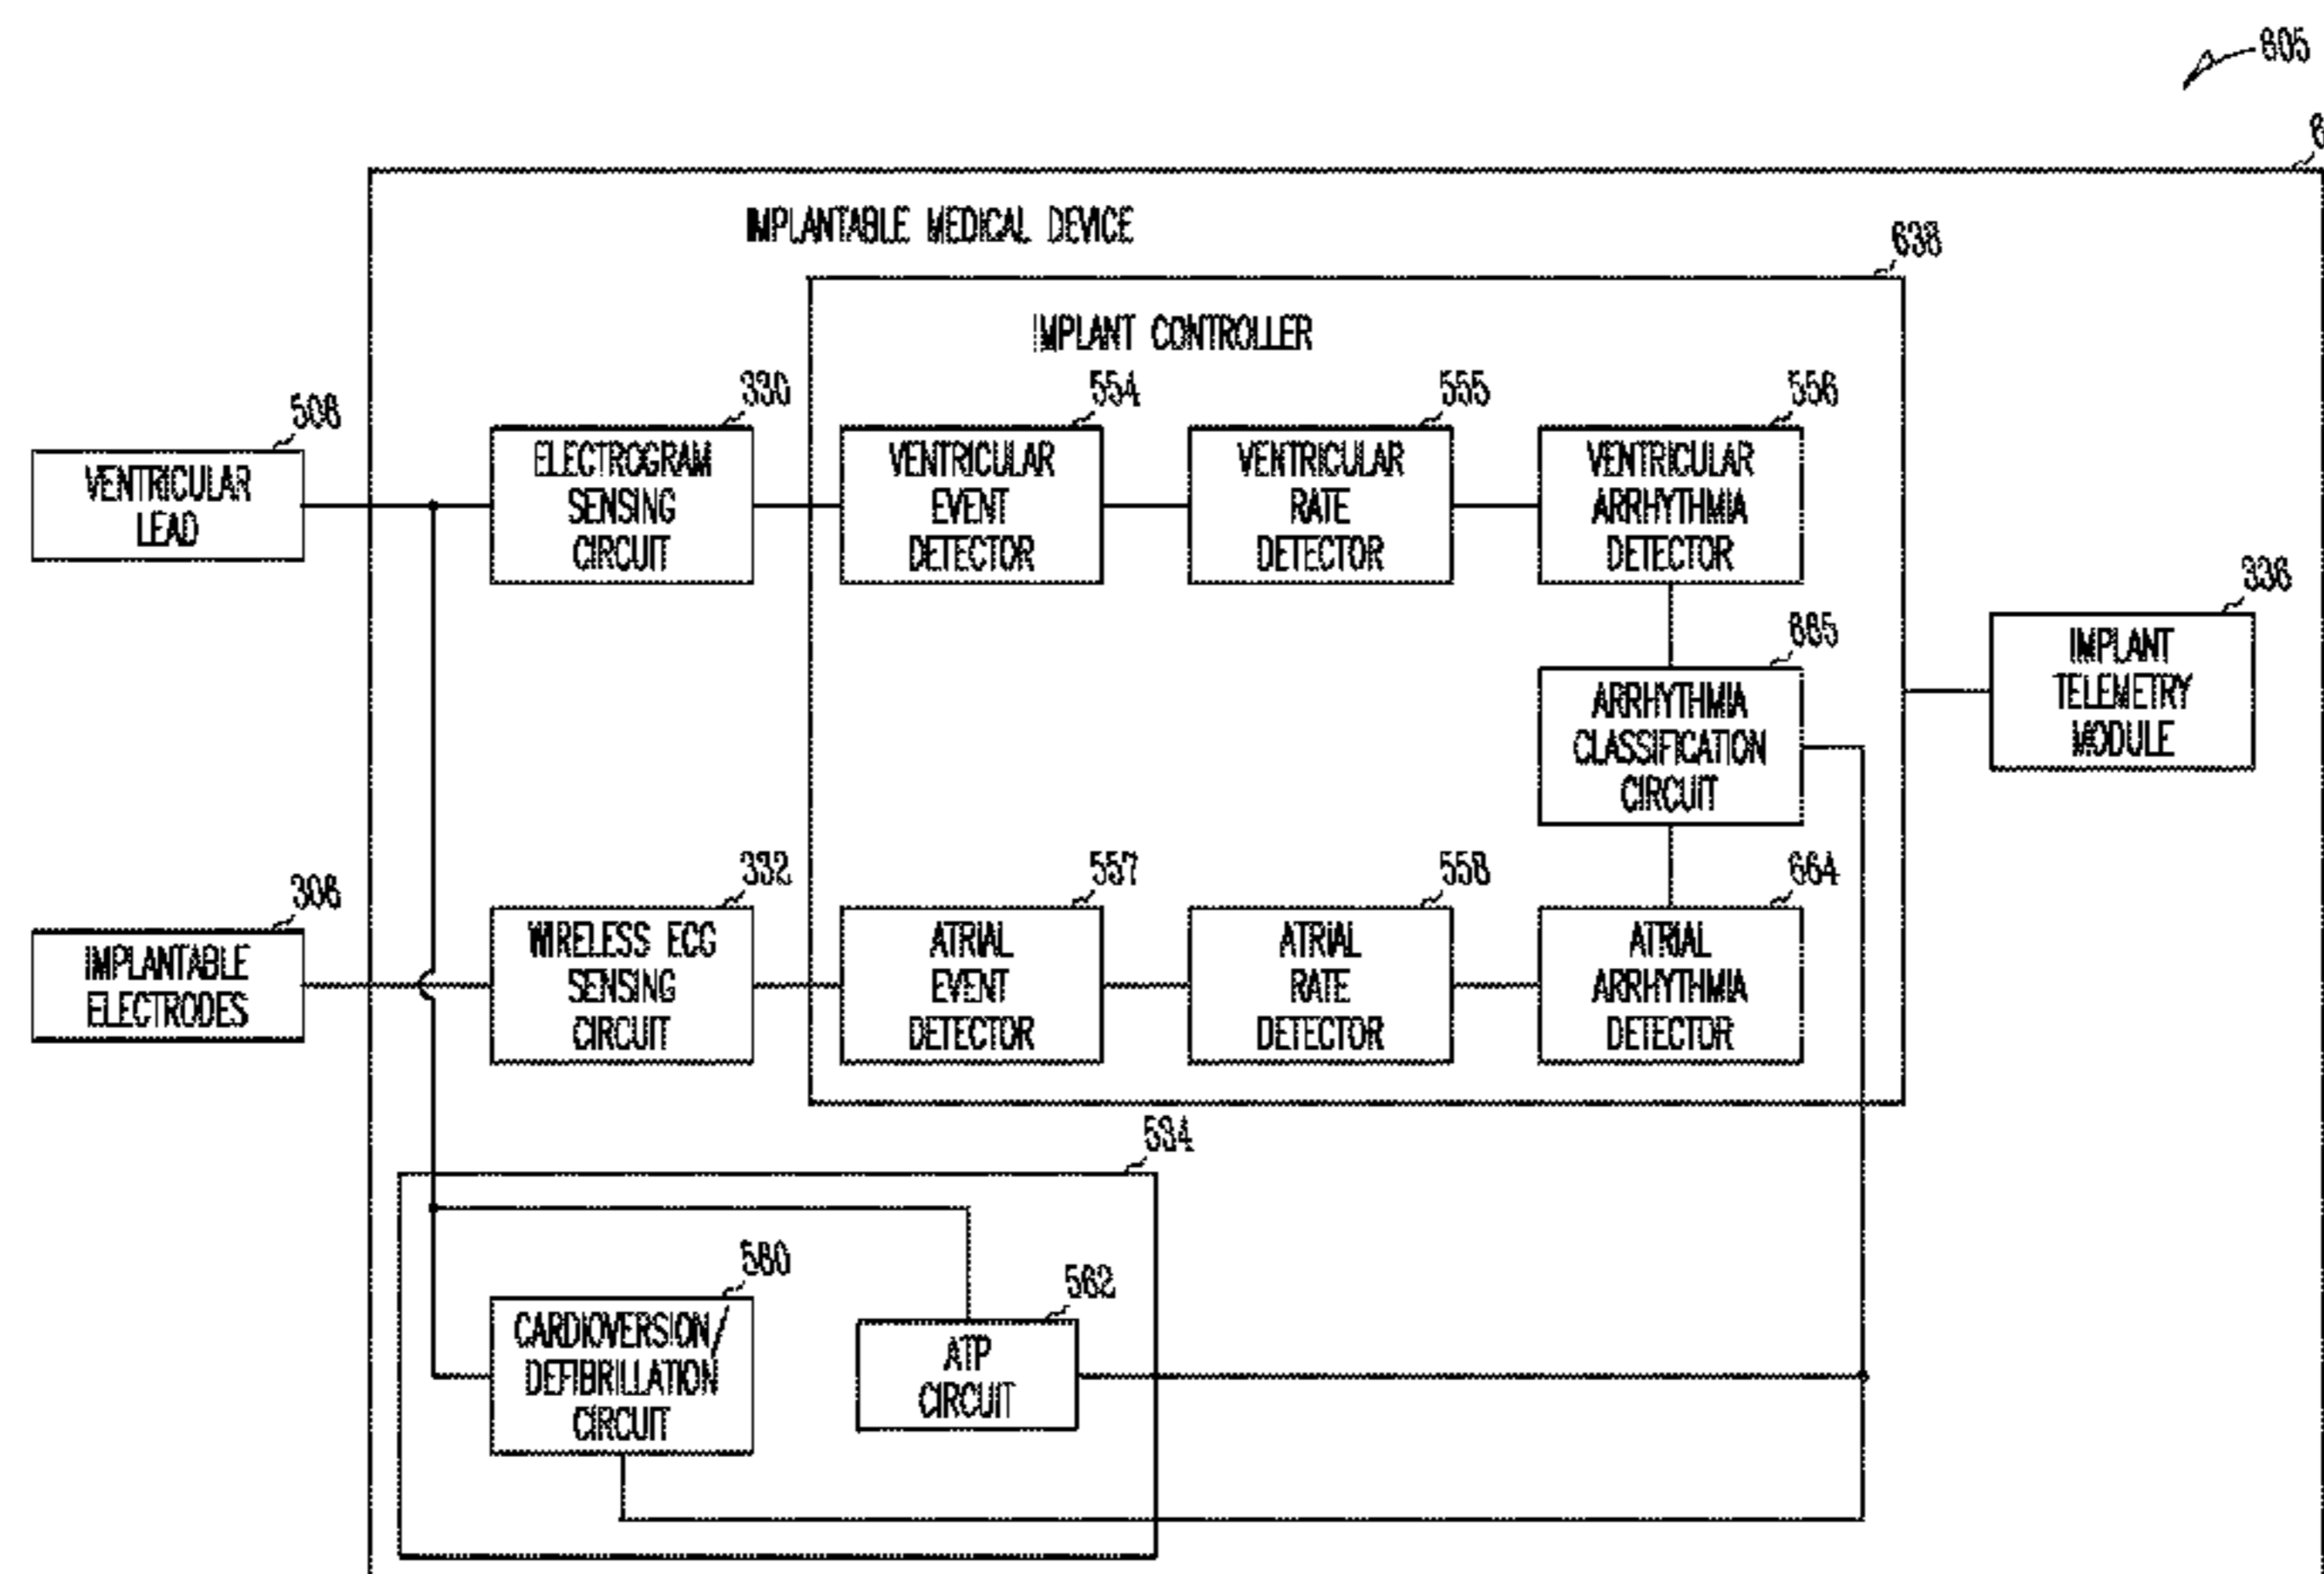 605
6
IMPLANTABLE MEDICAL DEVICE
638
IMPLANT CONTROLLER
508
VENTRICULAR
LEAD
330
ELECTROGRAM
SENSING
CIRCUIT
554
VENTRICULAR
EVENT
DETECTOR
555
VENTRICULAR
RATE
DETECTOR
556
VENTRICULAR
ARRHYTHMIA
DETECTOR
336
IMPLANT
TELEMETRY
MODULE
665
ARRHYTHMIA
CLASSIFICATION
CIRCUIT
306
IMPLANTABLE
ELECTRODES
332
WIRELESS ECG
SENSING
CIRCUIT
557
ATRIAL
EVENT
DETECTOR
558
ATRIAL
RATE
DETECTOR
664
ATRIAL
ARRHYTHMIA
DETECTOR
534
560
CARDIOVERSION/
DEFIBRILLATION
CIRCUIT
562
ATP
CIRCUIT